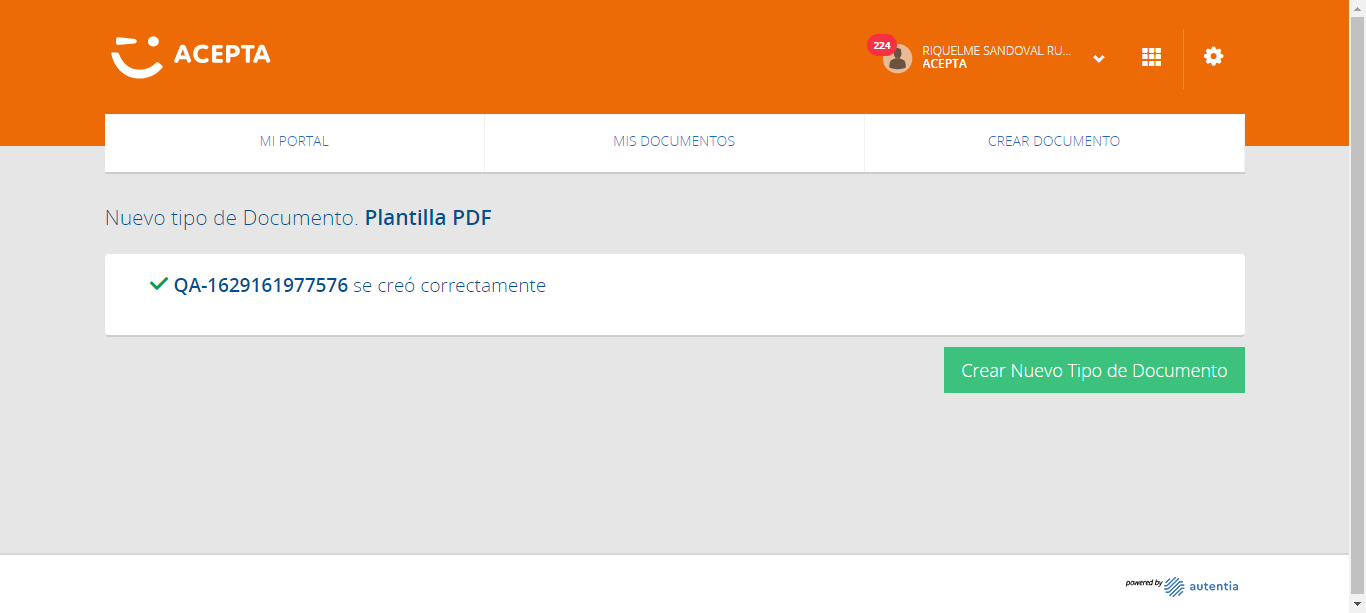 ACEPTA
224
RIQUELME SANDOVAL RU...
ACEPTA
MI PORTAL
MIS DOCUMENTOS
CREAR DOCUMENTO
Nuevo tipo de Documento. Plantilla PDF
QA-1629161977576 se creó correctamente
Crear Nuevo Tipo de Documento
powered by autentia